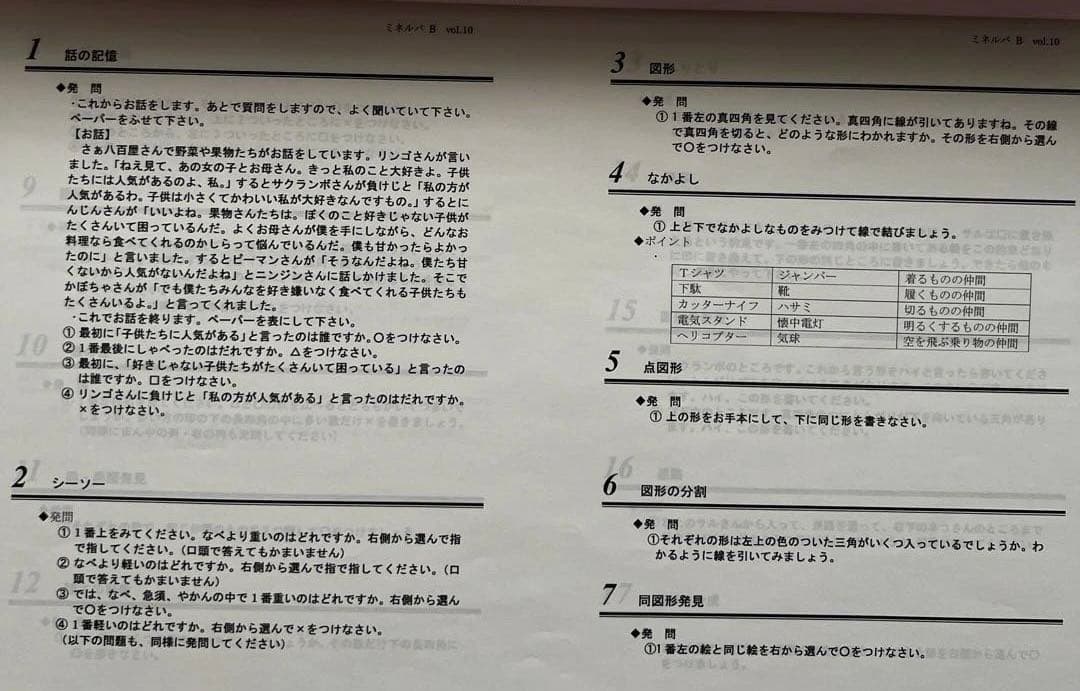 ミネルバ B vol.10
1 話の記憶
◆発 問
・これからお話をします。あとで質問をしますので、よく聞いていて下さい。
ペーパーをふせて下さい。
【お話】
さぁ八百屋さんで野菜や果物たちがお話をしています。リンゴさんが言い
ました。「ねえ見て、あの女の子とお母さん。きっと私のこと大好きよ。子供
たちには人気があるのよ、私。」するとサクランボさんが負けじと「私の方が
人気があるわ。子供は小さくてかわいい私が大好きなんですもの。」するとに
んじんさんが「いいよね。果物さんたちは。ぼくのこと好きじゃない子供が
たくさんいて困っているんだ。よくお母さんが僕を手にしながら、どんなお
料理なら食べてくれるのかしらって悩んでいるんだ。僕も甘かったらよかっ
たのに」と言いました。するとピーマンさんが「そうなんだよね。僕たち甘
くないから人気がないんだよね」とニンジンさんに話しかけました。そこで
かぼちゃさんが「でも僕たちみんなを好き嫌いなく食べてくれる子供たちも
たくさんいるよ。」と言ってくれました。
・これでお話を終ります。ペーパーを表にして下さい。
① 最初に「子供たちに人気がある」と言ったのは誰ですか。〇をつけなさい。
② 1番最後にしゃべったのはだれですか。△をつけなさい。
③ 最初に、「好きじゃない子供たちがたくさんいて困っている」と言ったの
は誰ですか。□をつけなさい。
④ リンゴさんに負けじと「私の方が人気がある」と言ったのはだれですか。
×をつけなさい。
2 シーソー
◆発問
① 1番上をみてください。なべより重いのはどれですか。右側から選んで指
で指してください。（口頭で答えてもかまいません）
② なべより軽いのはどれですか。右側から選んで指で指してください。（口
頭で答えてもかまいません）
③ では、なべ、急須、やかんの中で1番重いのはどれですか。右側から選ん
で〇をつけなさい。
④ 1番軽いのはどれですか。右側から選んで×をつけなさい。
（以下の問題も、同様に発問してください）
ミネルバ B vol.10
3 図形
◆発 問
① 1番左の真四角を見てください。真四角に線が引いてありますね。その線
で真四角を切ると、どのような形にわかれますか。その形を右側から選ん
で〇をつけなさい。
4 なかよし
◆発 問
① 上と下でなかよしなものをみつけて線で結びましょう。
◆ポイント
Tシャツ ジャンパー 着るものの仲間
下駄 靴 履くものの仲間
カッターナイフ ハサミ 切るものの仲間
電気スタンド 懐中電灯 明るくするものの仲間
ヘリコプター 気球 空を飛ぶ乗り物の仲間
5 点図形
◆発 問
① 上の形をお手本にして、下に同じ形を書きなさい。
6 図形の分割
◆発 問
①それぞれの形は左上の色のついた三角がいくつ入っているでしょうか。わ
かるように線を引いてみましょう。
7 同図形発見
◆発 問
①1番左の絵と同じ絵を右から選んで〇をつけなさい。